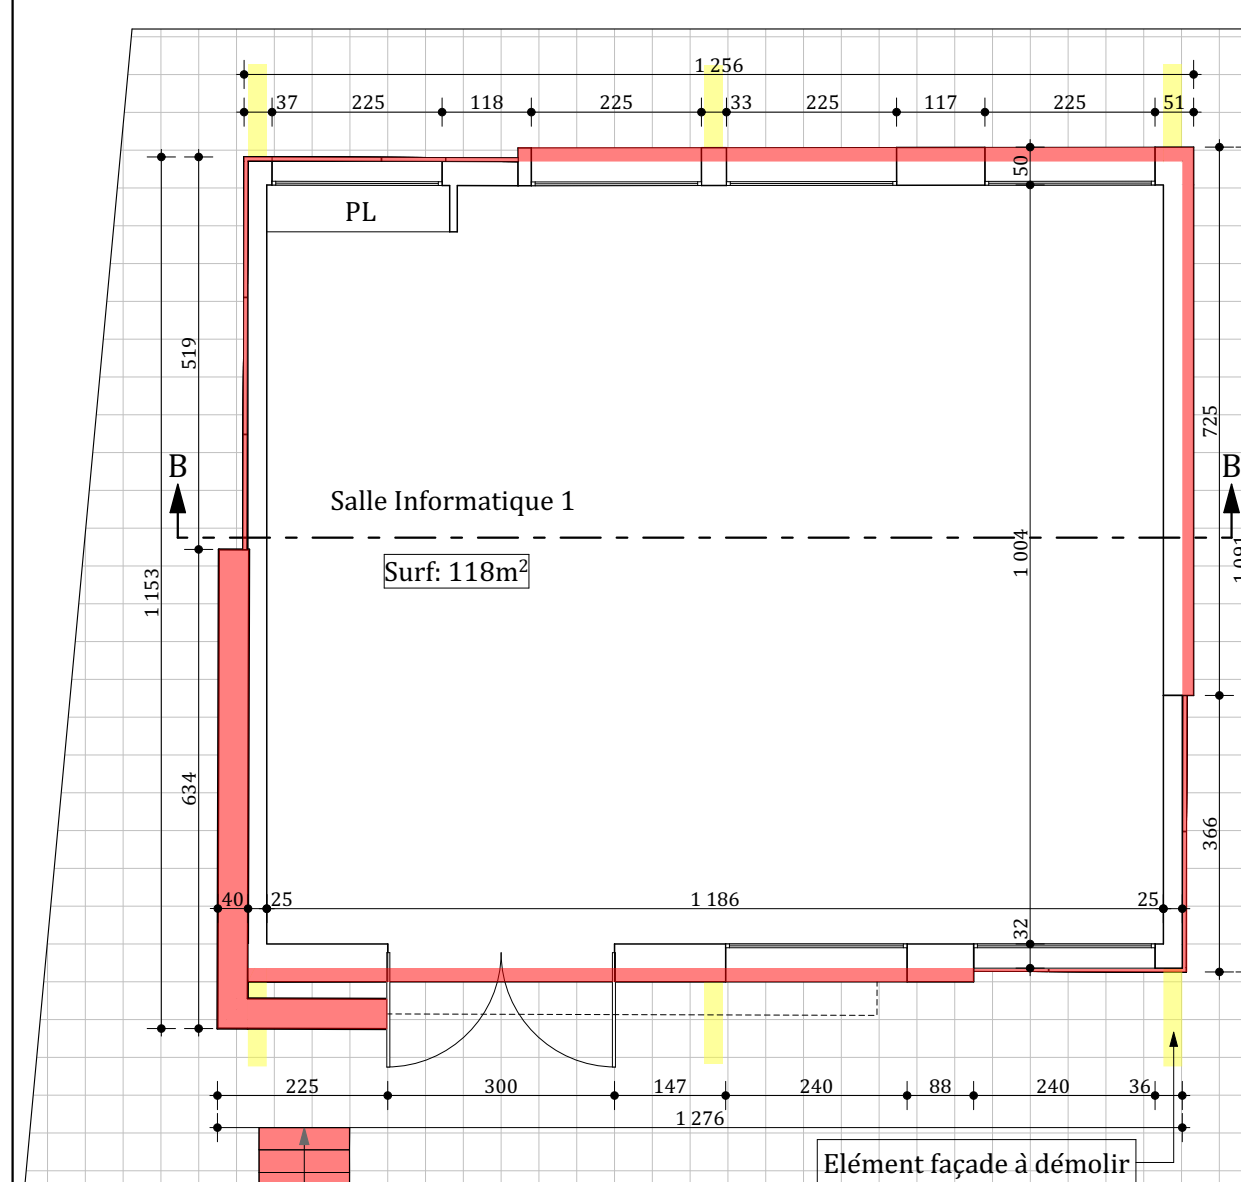 1 256
37 225 118 225 33 225 117 225 51
50
PL
519
725
B
B
Salle Informatique 1
1 004
Surf: 118m²
1 153
1 091
634
366
40 25 1 186 25
32
225 300 147 240 88 240 36
1 276
Elément façade à démolir